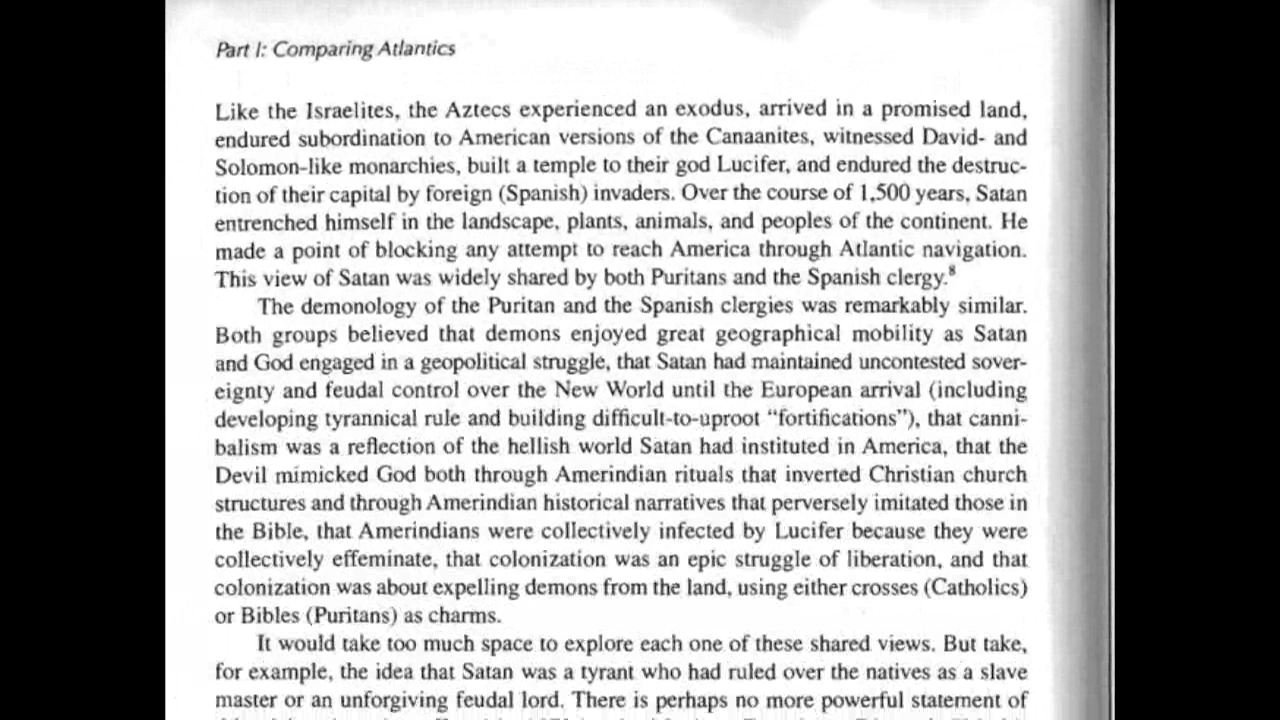 Part I: Comparing Atlantics
Like the Israelites, the Aztecs experienced an exodus, arrived in a promised land,
endured subordination to American versions of the Canaanites, witnessed David- and
Solomon-like monarchies, built a temple to their god Lucifer, and endured the destruc-
tion of their capital by foreign (Spanish) invaders. Over the course of 1,500 years, Satan
entrenched himself in the landscape, plants, animals, and peoples of the continent. He
made a point of blocking any attempt to reach America through Atlantic navigation.
This view of Satan was widely shared by both Puritans and the Spanish clergy.8
The demonology of the Puritan and the Spanish clergies was remarkably similar.
Both groups believed that demons enjoyed great geographical mobility as Satan
and God engaged in a geopolitical struggle, that Satan had maintained uncontested sover-
eignty and feudal control over the New World until the European arrival (including
developing tyrannical rule and building difficult-to-uproot “fortifications”), that canni-
balism was a reflection of the hellish world Satan had instituted in America, that the
Devil mimicked God both through Amerindian rituals that inverted Christian church
structures and through Amerindian historical narratives that perversely imitated those in
the Bible, that Amerindians were collectively infected by Lucifer because they were
collectively effeminate, that colonization was an epic struggle of liberation, and that
colonization was about expelling demons from the land, using either crosses (Catholics)
or Bibles (Puritans) as charms.
It would take too much space to explore each one of these shared views. But take,
for example, the idea that Satan was a tyrant who had ruled over the natives as a slave
master or an unforgiving feudal lord. There is perhaps no more powerful statement of